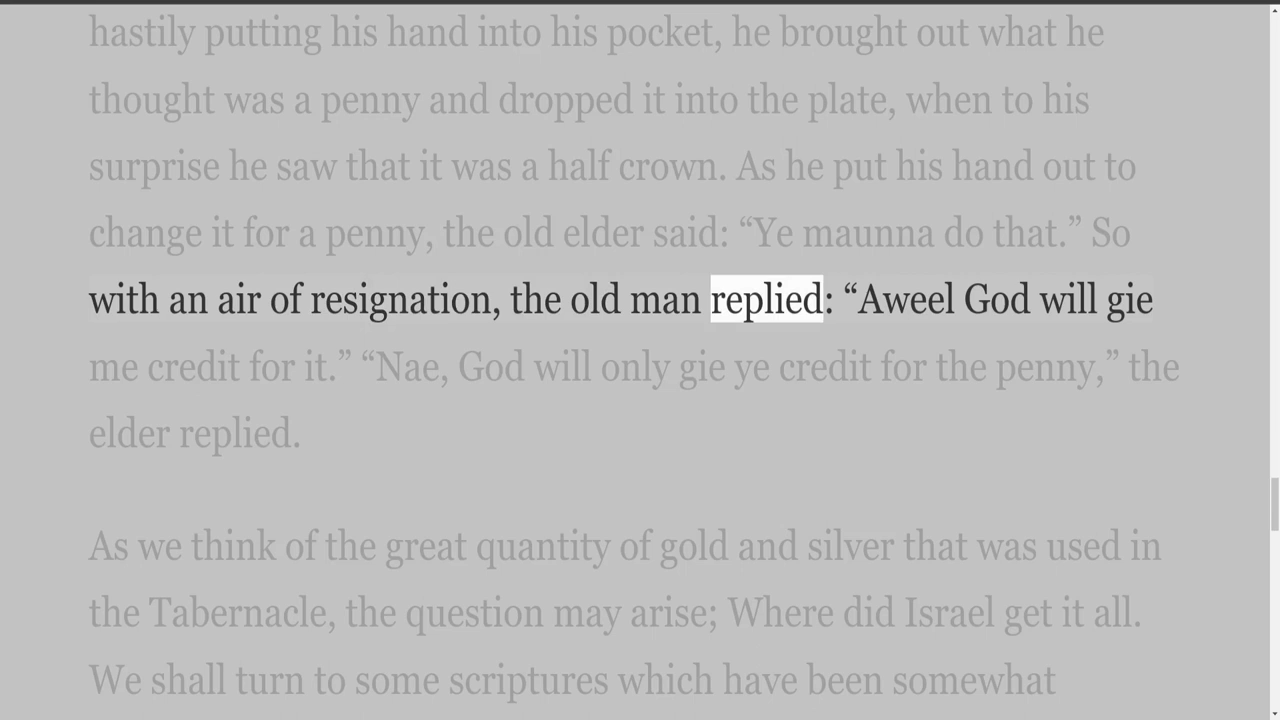 hastily putting his hand into his pocket, he brought out what he
thought was a penny and dropped it into the plate, when to his
surprise he saw that it was a half crown. As he put his hand out to
change it for a penny, the old elder said: “Ye maunna do that.” So
with an air of resignation, the old man replied: “Aweel God will gie
me credit for it.” “Nae, God will only gie ye credit for the penny,” the
elder replied.
As we think of the great quantity of gold and silver that was used in
the Tabernacle, the question may arise; Where did Israel get it all.
We shall turn to some scriptures which have been somewhat